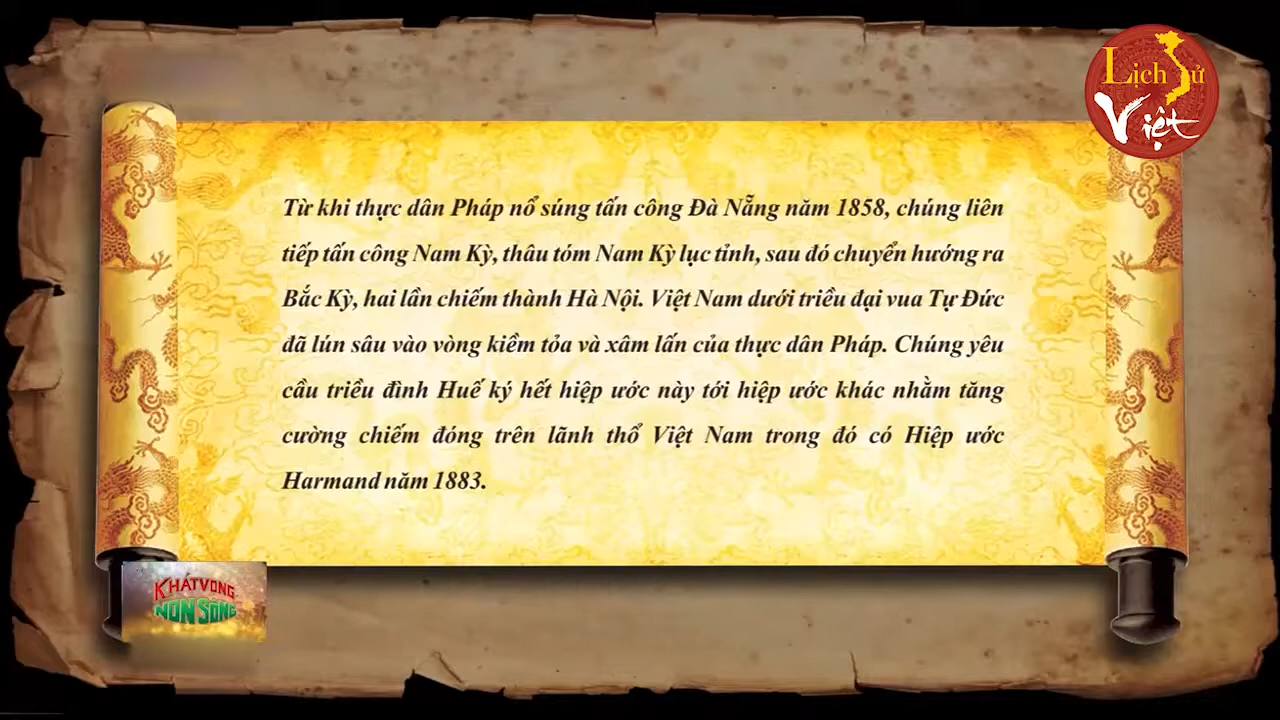 Lịch Sử
Việt
Từ khi thực dân Pháp nổ súng tấn công Đà Nẵng năm 1858, chúng liên
tiếp tấn công Nam Kỳ, thâu tóm Nam Kỳ lục tỉnh, sau đó chuyển hướng ra
Bắc Kỳ, hai lần chiếm thành Hà Nội. Việt Nam dưới triều đại vua Tự Đức
đã lún sâu vào vòng kiềm tỏa và xâm lấn của thực dân Pháp. Chúng yêu
cầu triều đình Huế ký hết hiệp ước này tới hiệp ước khác nhằm tăng
cường chiếm đóng trên lãnh thổ Việt Nam trong đó có Hiệp ước
Harmand năm 1883.
KHÁT VỌNG
NON SÔNG